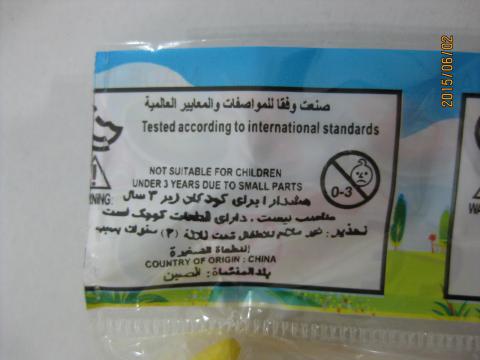 2015/06/02
صنعت وفقا للمواصفات والمعايير العالمية
Tested according to international standards
NOT SUITABLE FOR CHILDREN
UNDER 3 YEARS DUE TO SMALL PARTS
0-3
هشدار! برای کودکان زیر ۳ سال
مناسب نیست. دارای قطعات کوچک است
تحذير: غير ملائم للاطفال تحت ثلاثة (٣) سنوات بسبب
القطع الصغيرة
COUNTRY OF ORIGIN : CHINA
بلد المنشاة: الصين